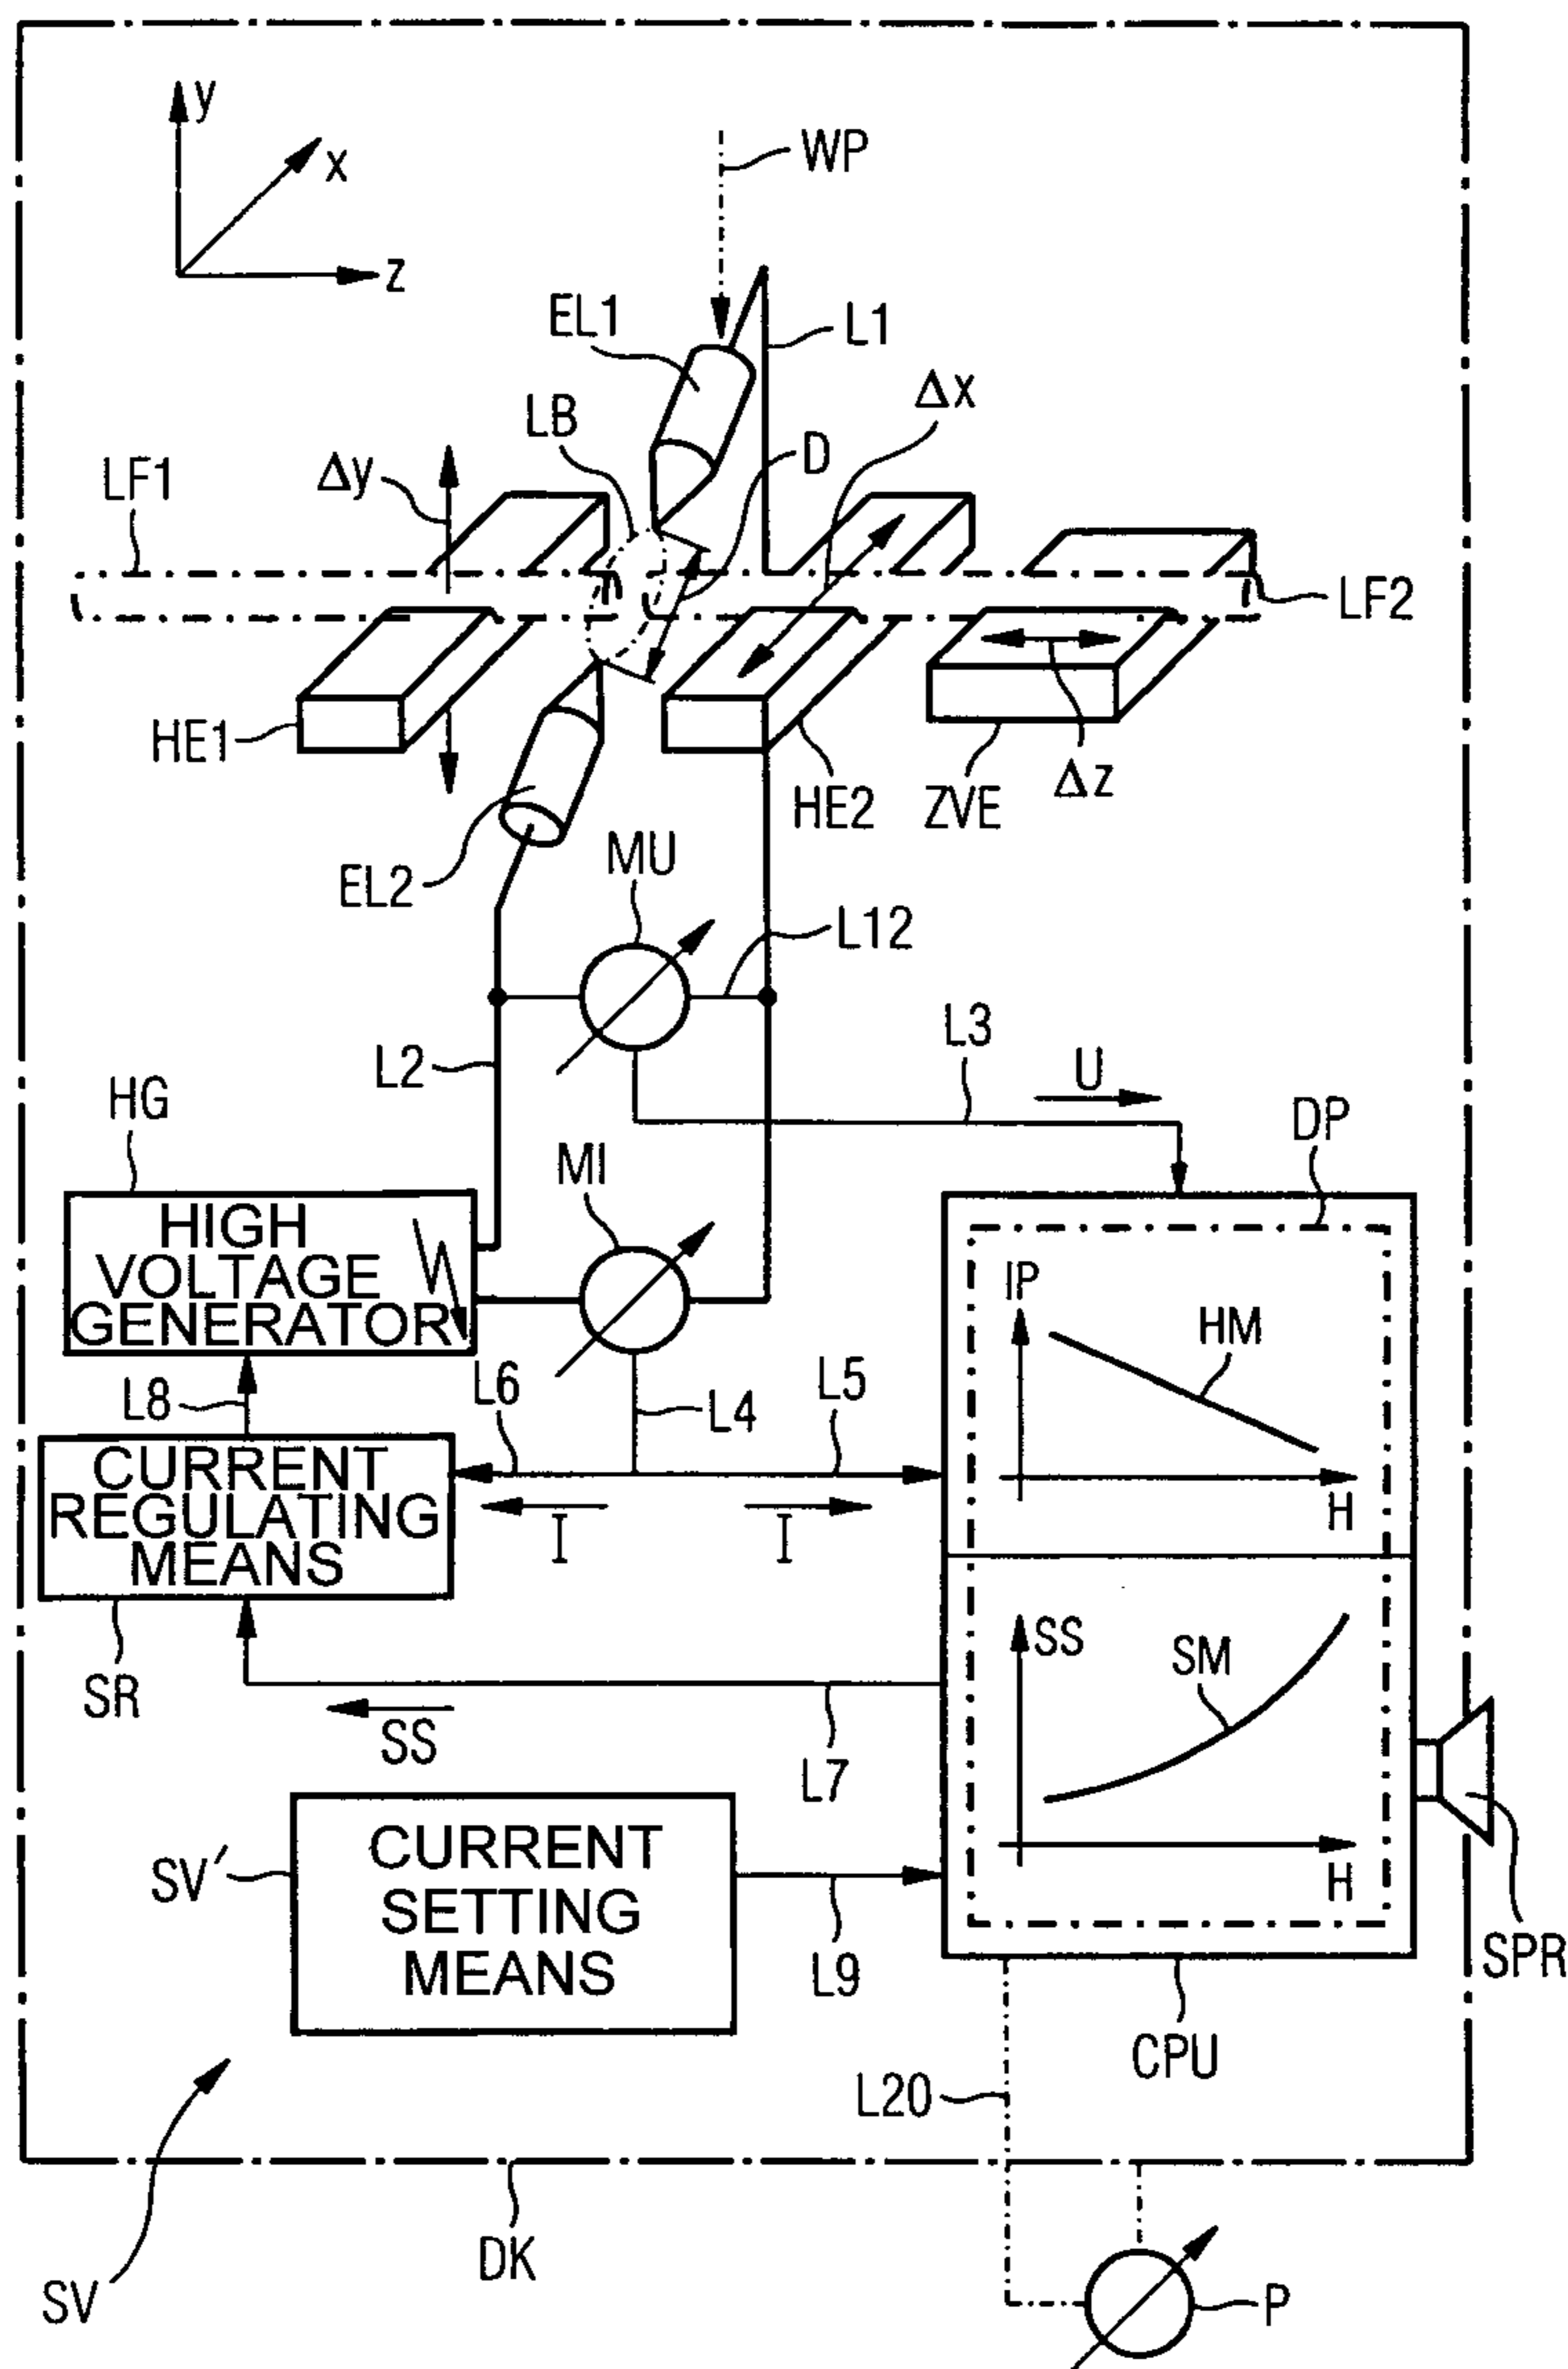 y
x
z
WP
EL1
L1
LB
Δx
D
LF1
Δy
LF2
HE1
HE2
ZVE
Δz
EL2
MU
L12
L2
L3
U
HG
DP
MI
HIGH
VOLTAGE
GENERATOR
IP
HM
L8
L6
L4
L5
H
CURRENT
REGULATING
MEANS
I
I
SS
SM
SR
SS
L7
H
CURRENT
SETTING
MEANS
SV′
L9
SPR
CPU
L20
DK
SV
P